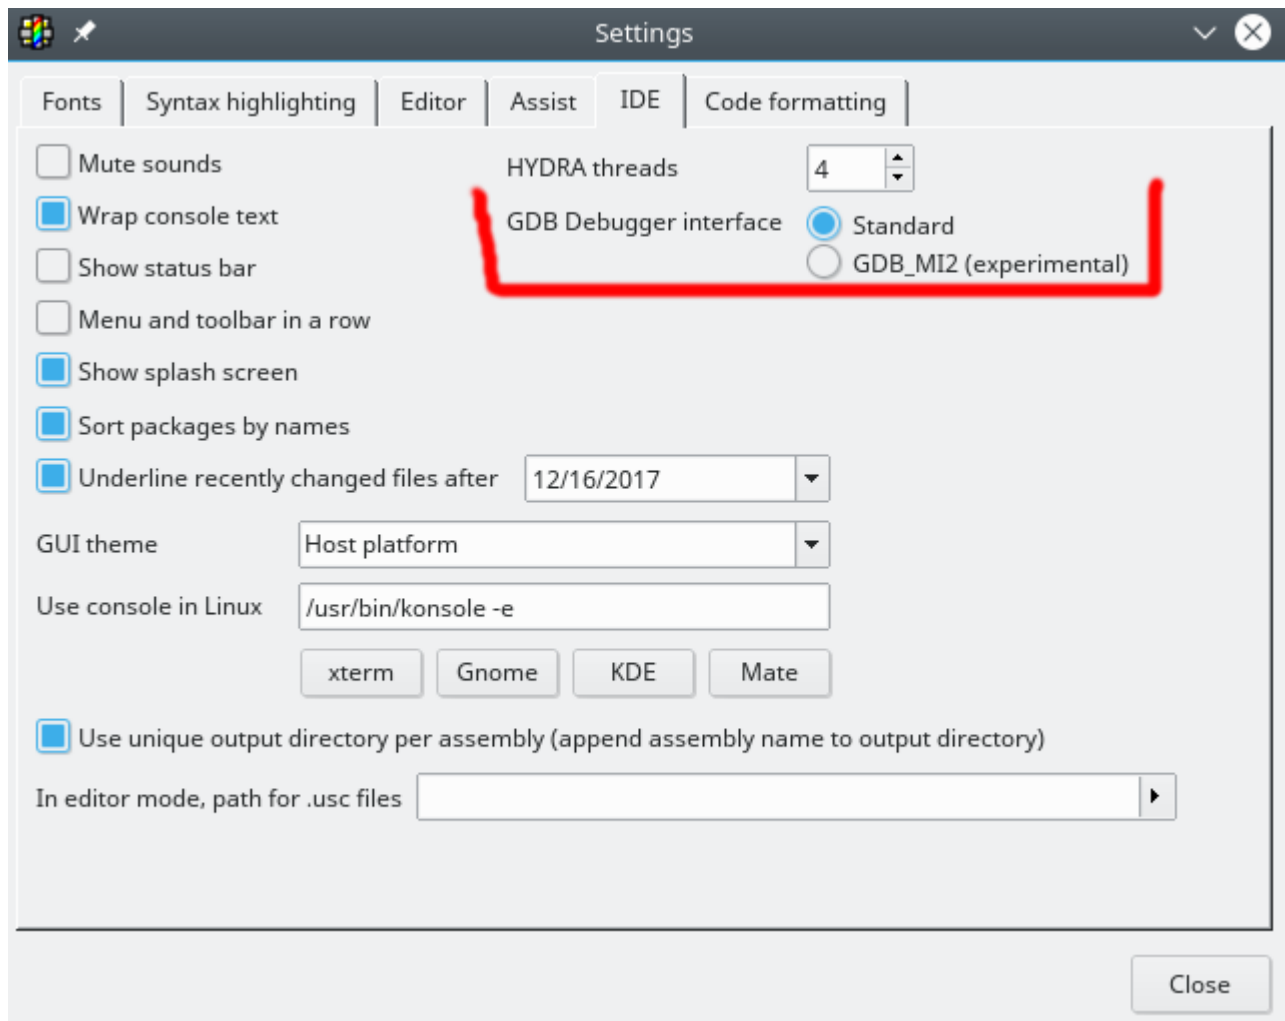 Settings
Fonts
Syntax highlighting
Editor
Assist
IDE
Code formatting
Mute sounds
HYDRA threads
4
Wrap console text
GDB Debugger interface
Standard
Show status bar
GDB_MI2 (experimental)
Menu and toolbar in a row
Show splash screen
Sort packages by names
Underline recently changed files after
12/16/2017
GUI theme
Host platform
Use console in Linux
/usr/bin/konsole -e
xterm
Gnome
KDE
Mate
Use unique output directory per assembly (append assembly name to output directory)
In editor mode, path for .usc files
Close